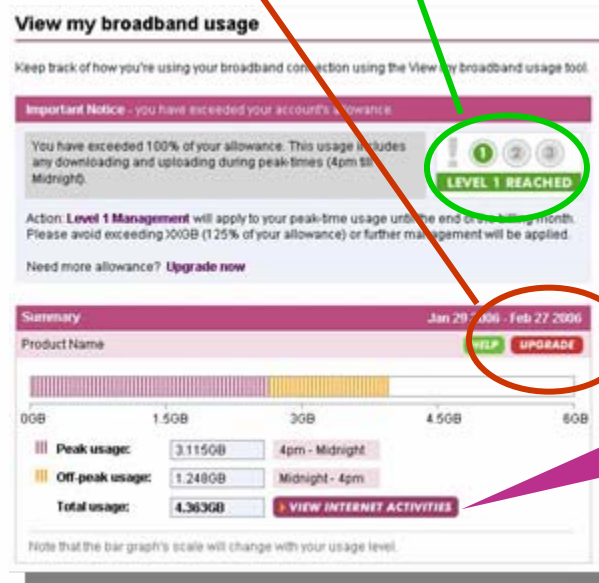 View my broadband usage
Keep track of how you're using your broadband connection using the View my broadband usage tool.
Important Notice - you have exceeded your account's allowance.
You have exceeded 100% of your allowance. This usage includes
any downloading and uploading during peak-times (4pm till
Midnight).
! 1 2 3
LEVEL 1 REACHED
Action: Level 1 Management will apply to your peak-time usage until the end of the billing month.
Please avoid exceeding XXGB (125% of your allowance) or further management will be applied.
Need more allowance? Upgrade now
Summary Jan 29 2006 - Feb 27 2006
Product Name HELP UPGRADE
0GB 1.5GB 3GB 4.5GB 6GB
Peak usage: 3.115GB 4pm - Midnight
Off-peak usage: 1.248GB Midnight - 4pm
Total usage: 4.363GB VIEW INTERNET ACTIVITIES
Note that the bar graph's scale will change with your usage level.